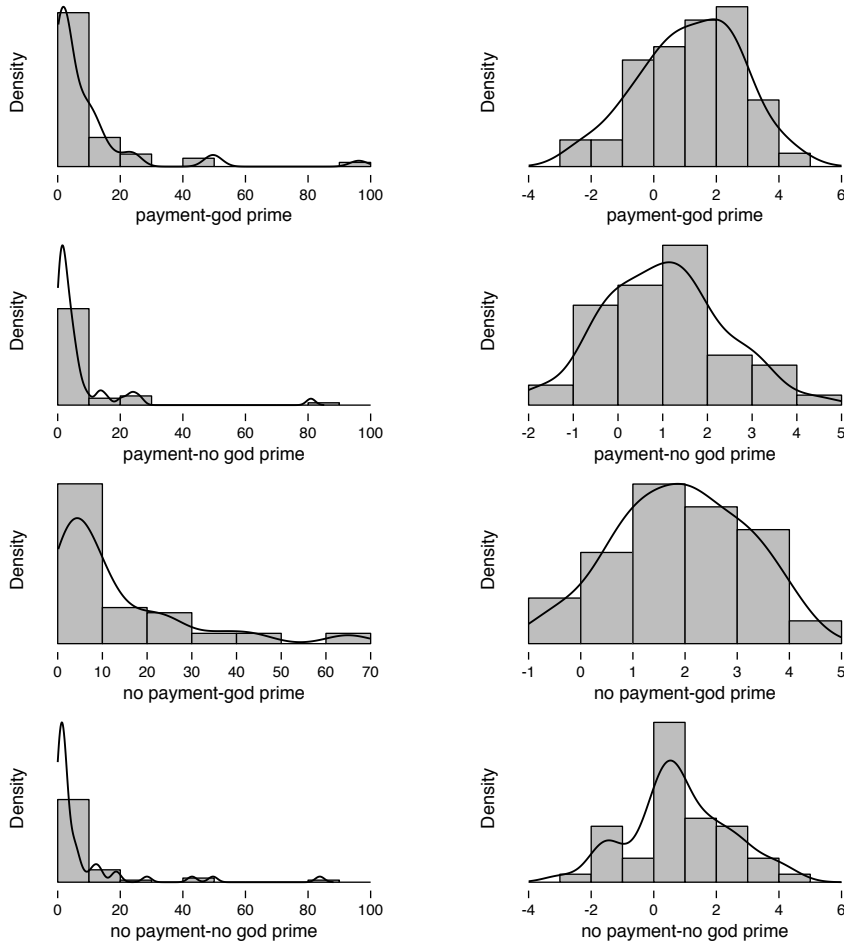 Density
0 20 40 60 80 100
payment-god prime
Density
-4 -2 0 2 4 6
payment-god prime
Density
0 20 40 60 80 100
payment-no god prime
Density
-2 -1 0 1 2 3 4 5
payment-no god prime
Density
0 10 20 30 40 50 60 70
no payment-god prime
Density
-1 0 1 2 3 4 5
no payment-god prime
Density
0 20 40 60 80 100
no payment-no god prime
Density
-4 -2 0 2 4 6
no payment-no god prime